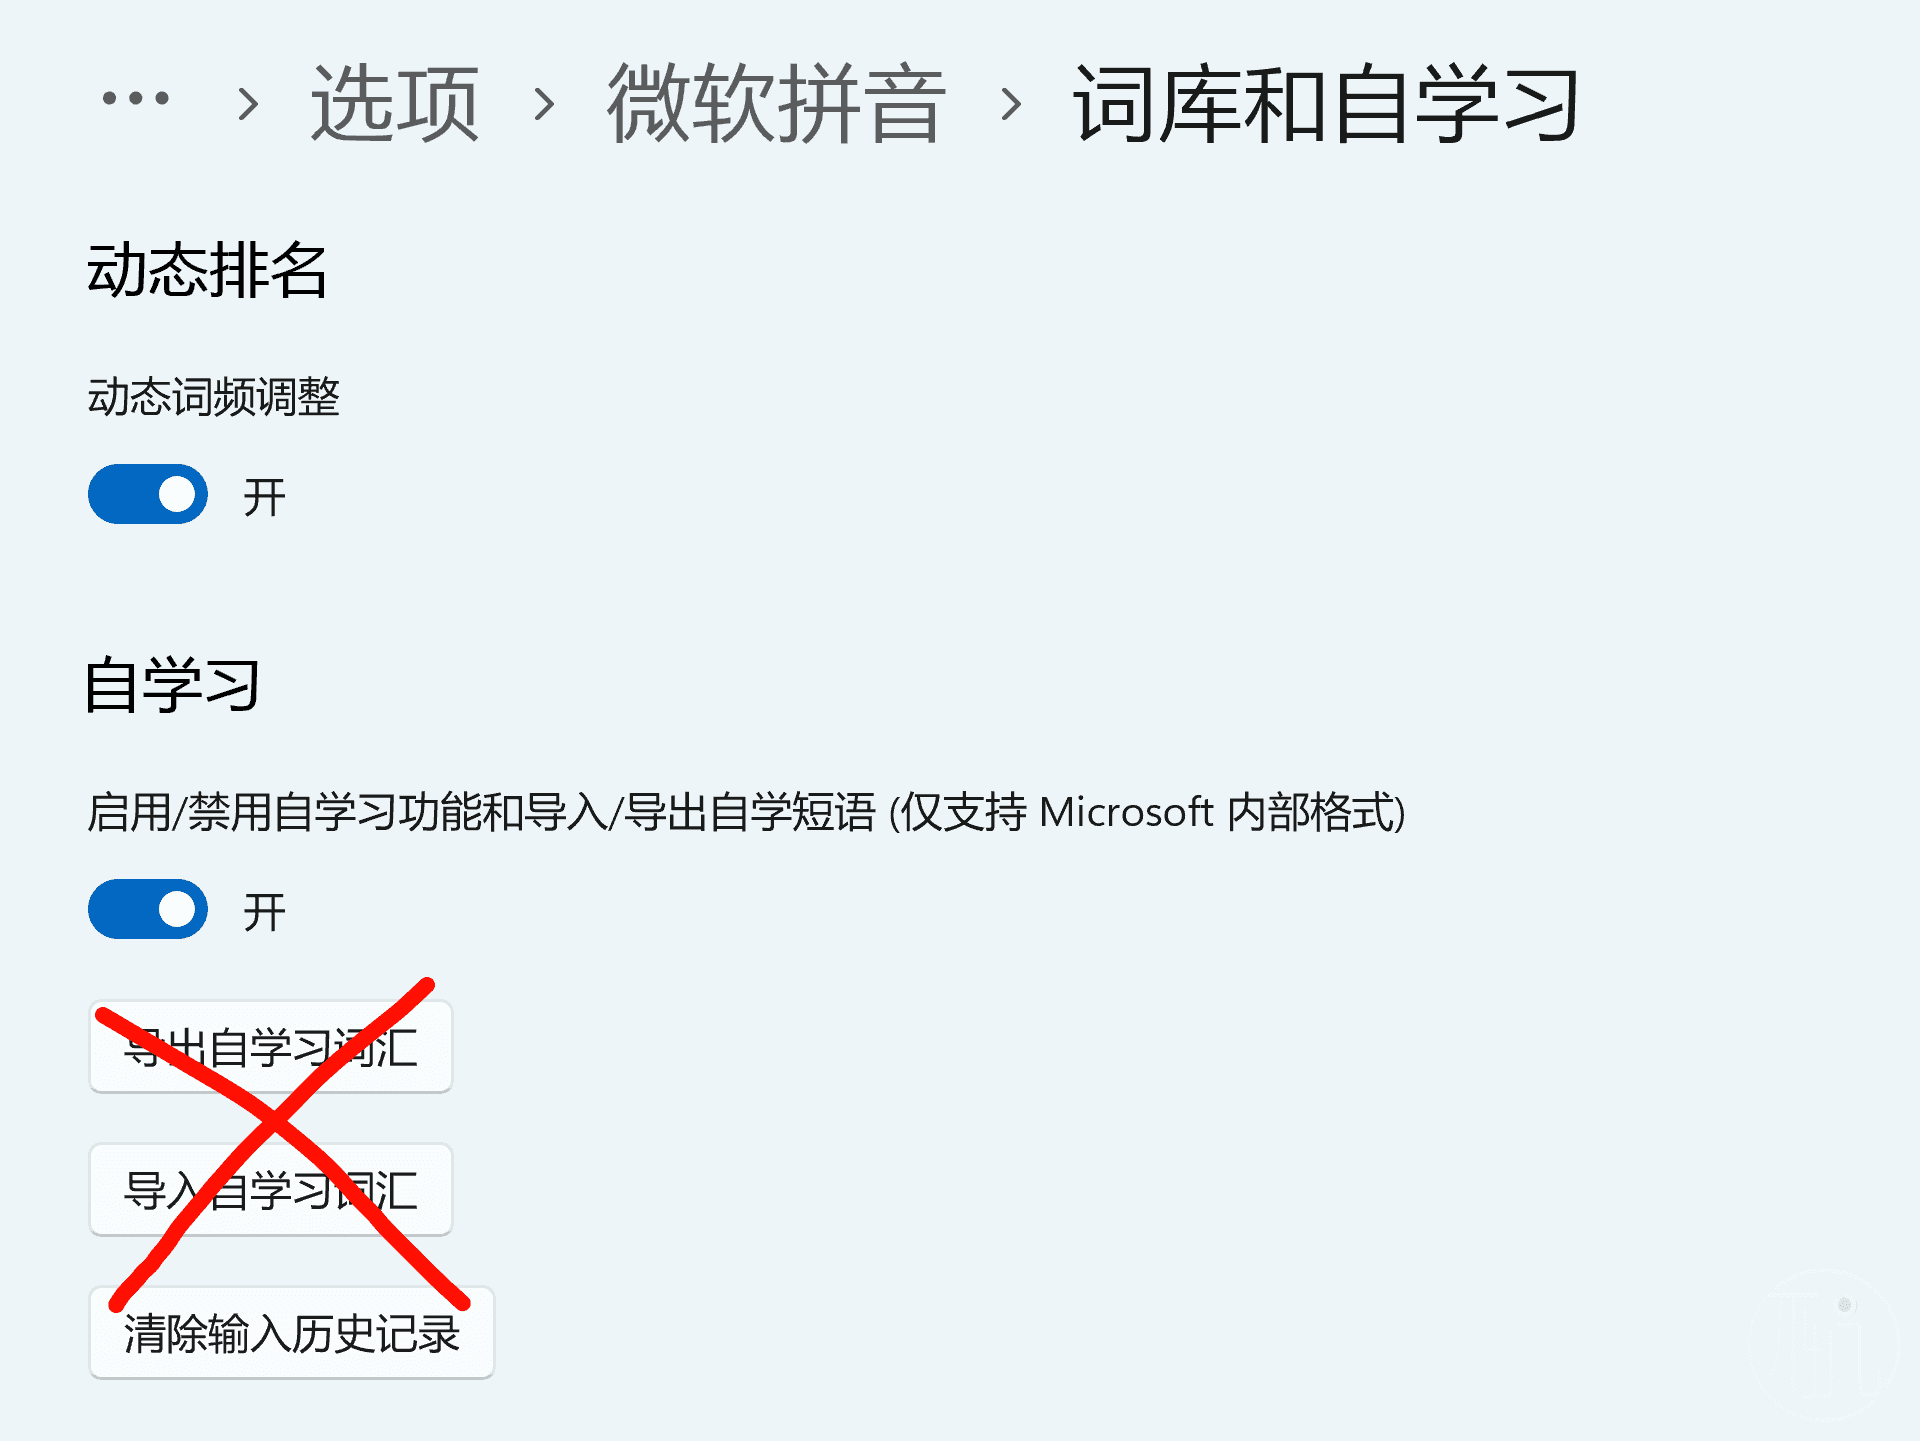 ··· > 选项 > 微软拼音 > 词库和自学习
动态排名
动态词频调整
开
自学习
启用/禁用自学习功能和导入/导出自学短语 (仅支持 Microsoft 内部格式)
开
导出自学习词汇
导入自学习词汇
清除输入历史记录